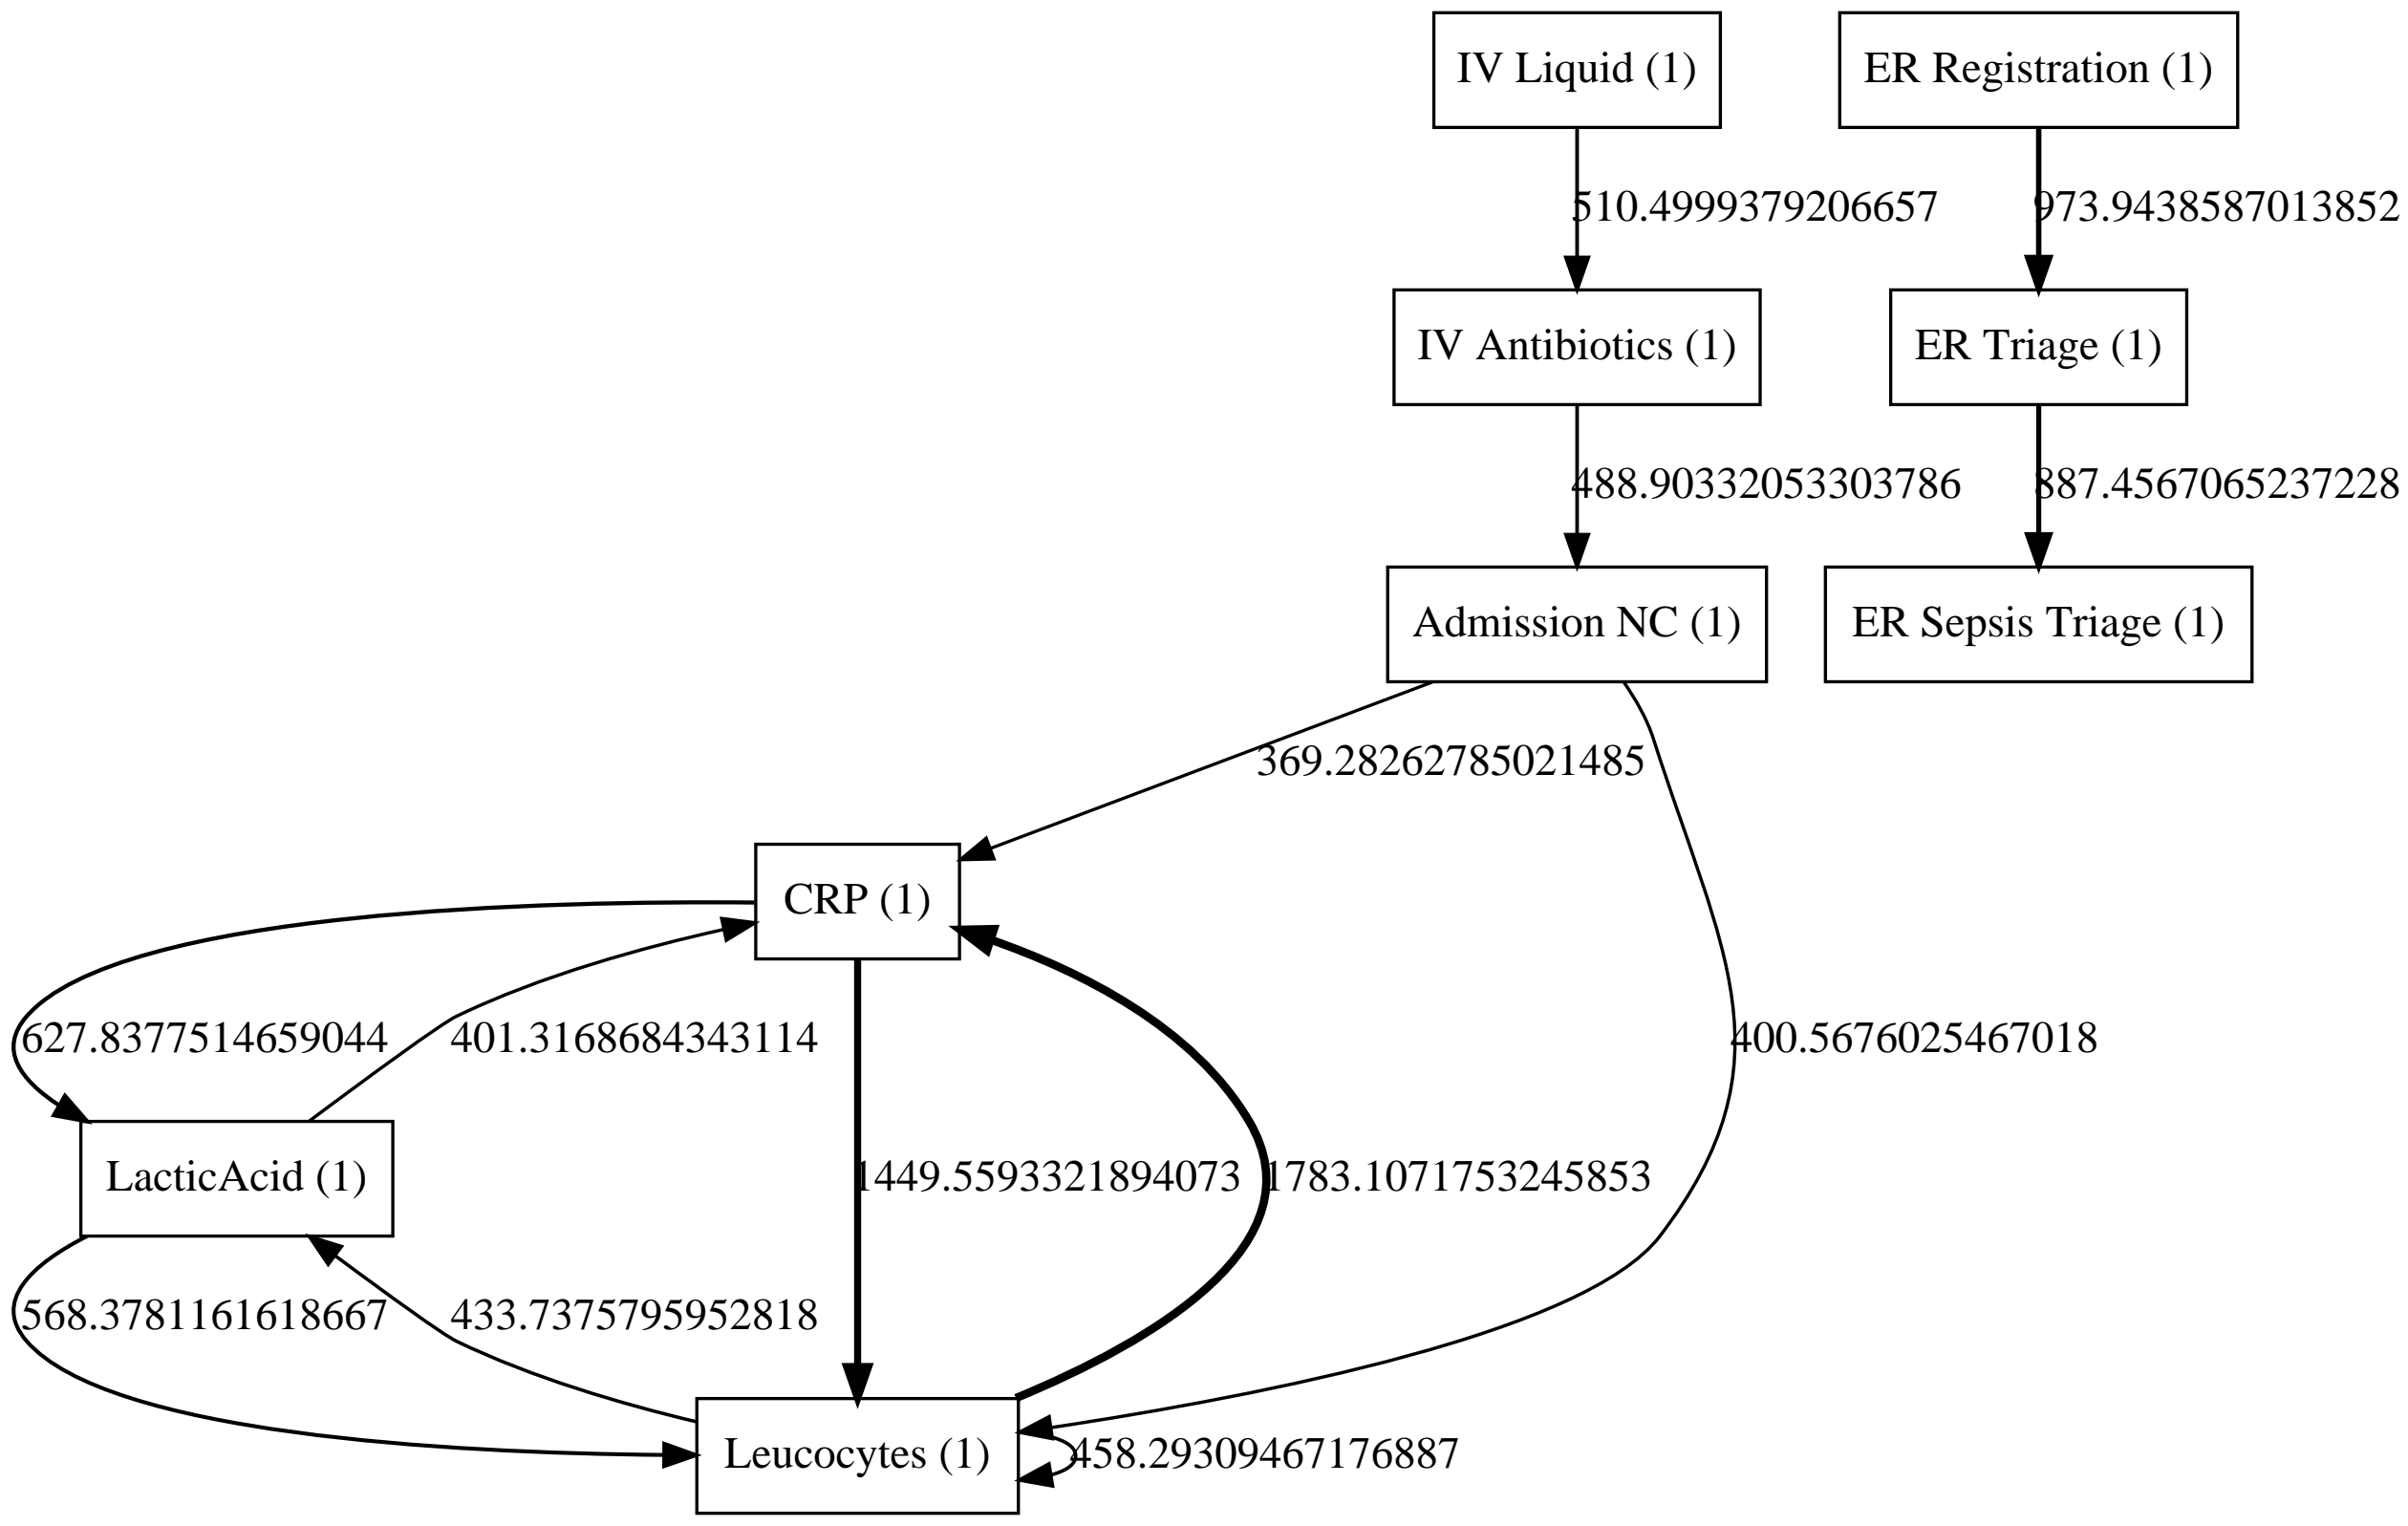 IV Liquid (1)
ER Registration (1)
510.4999379206657
973.9438587013852
IV Antibiotics (1)
ER Triage (1)
488.90332053303786
887.4567065237228
Admission NC (1)
ER Sepsis Triage (1)
369.28262785021485
CRP (1)
627.8377514659044
401.3168684343114
400.5676025467018
LacticAcid (1)
1449.5593321894073
1783.1071753245853
568.3781161618667
433.7375795952818
Leucocytes (1)
458.29309467176887